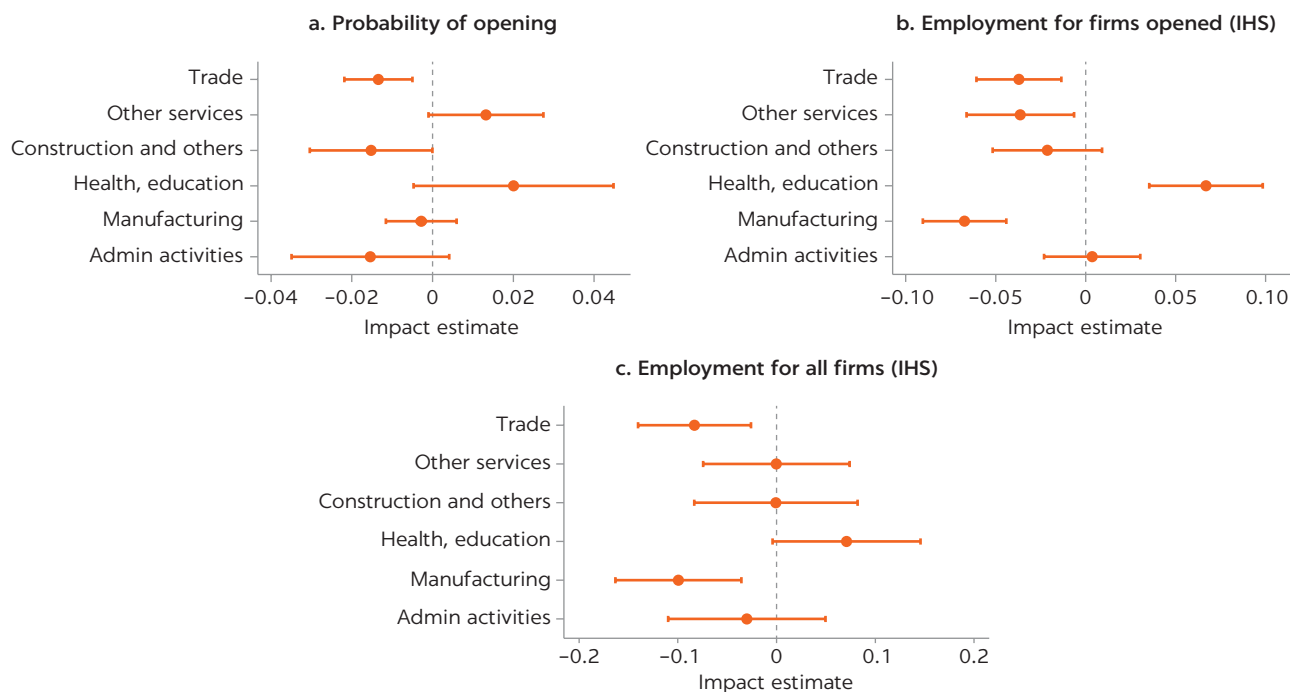 a. Probability of opening
Trade
Other services
Construction and others
Health, education
Manufacturing
Admin activities
−0.04 −0.02 0 0.02 0.04
Impact estimate
b. Employment for firms opened (IHS)
Trade
Other services
Construction and others
Health, education
Manufacturing
Admin activities
−0.10 −0.05 0 0.05 0.10
Impact estimate
c. Employment for all firms (IHS)
Trade
Other services
Construction and others
Health, education
Manufacturing
Admin activities
−0.2 −0.1 0 0.1 0.2
Impact estimate